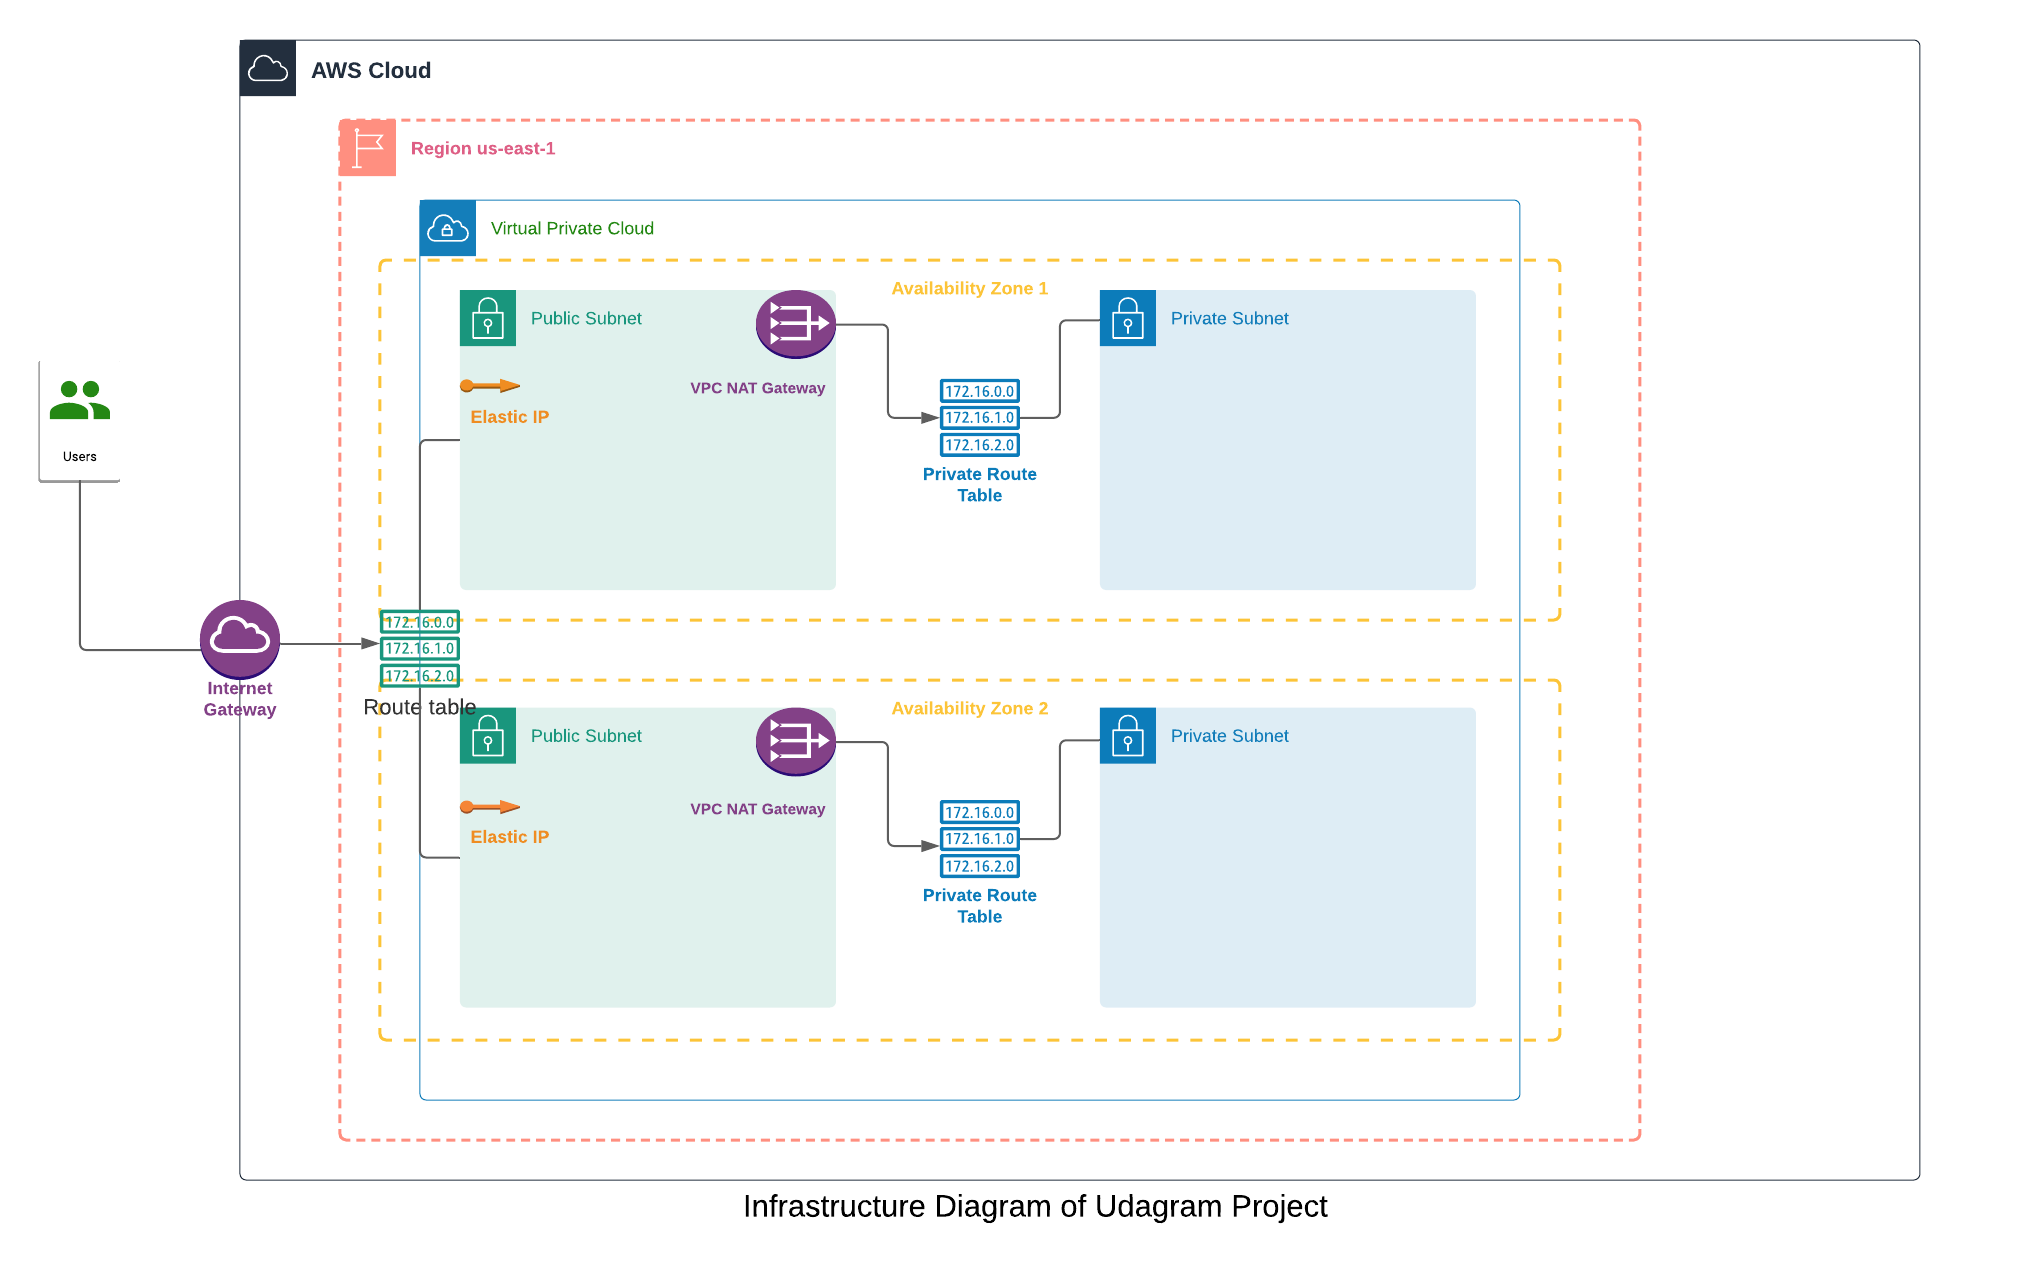 AWS Cloud
Region us-east-1
Virtual Private Cloud
Availability Zone 1
Public Subnet
Private Subnet
VPC NAT Gateway
Elastic IP
172.16.0.0
172.16.1.0
172.16.2.0
Private Route
Table
Users
172.16.0.0
172.16.1.0
172.16.2.0
Route table
Internet
Gateway
Availability Zone 2
Public Subnet
Private Subnet
VPC NAT Gateway
Elastic IP
172.16.0.0
172.16.1.0
172.16.2.0
Private Route
Table
Infrastructure Diagram of Udagram Project